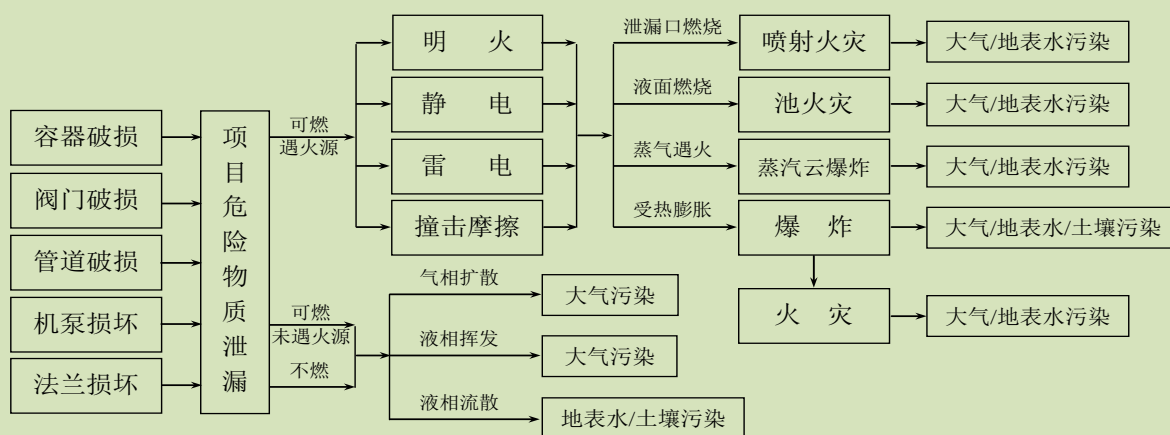 容器破损
阀门破损
管道破损
机泵损坏
法兰损坏
项目危险物质泄漏
可燃
遇火源
可燃
未遇火源
不燃
明 火
静 电
雷 电
撞击摩擦
泄漏口燃烧
液面燃烧
蒸气遇火
受热膨胀
喷射火灾
池火灾
蒸汽云爆炸
爆 炸
火 灾
大气/地表水污染
大气/地表水污染
大气/地表水污染
大气/地表水/土壤污染
大气/地表水污染
气相扩散
液相挥发
液相流散
大气污染
大气污染
地表水/土壤污染